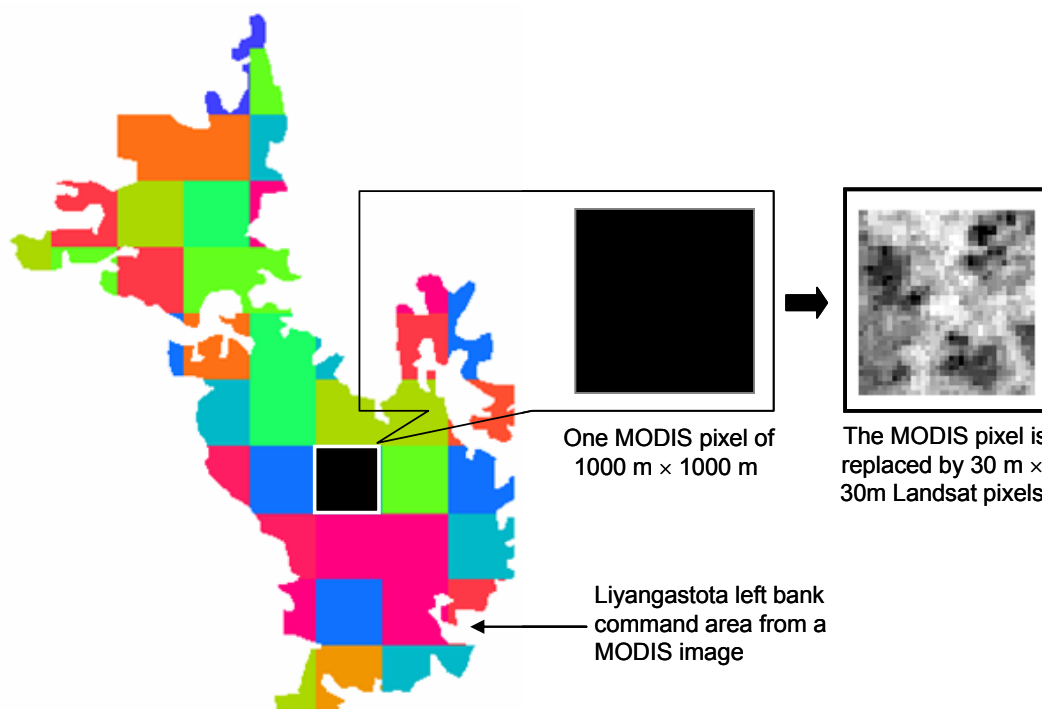 One MODIS pixel of
1000 m × 1000 m
The MODIS pixel is
replaced by 30 m ×
30m Landsat pixels
Liyangastota left bank
command area from a
MODIS image